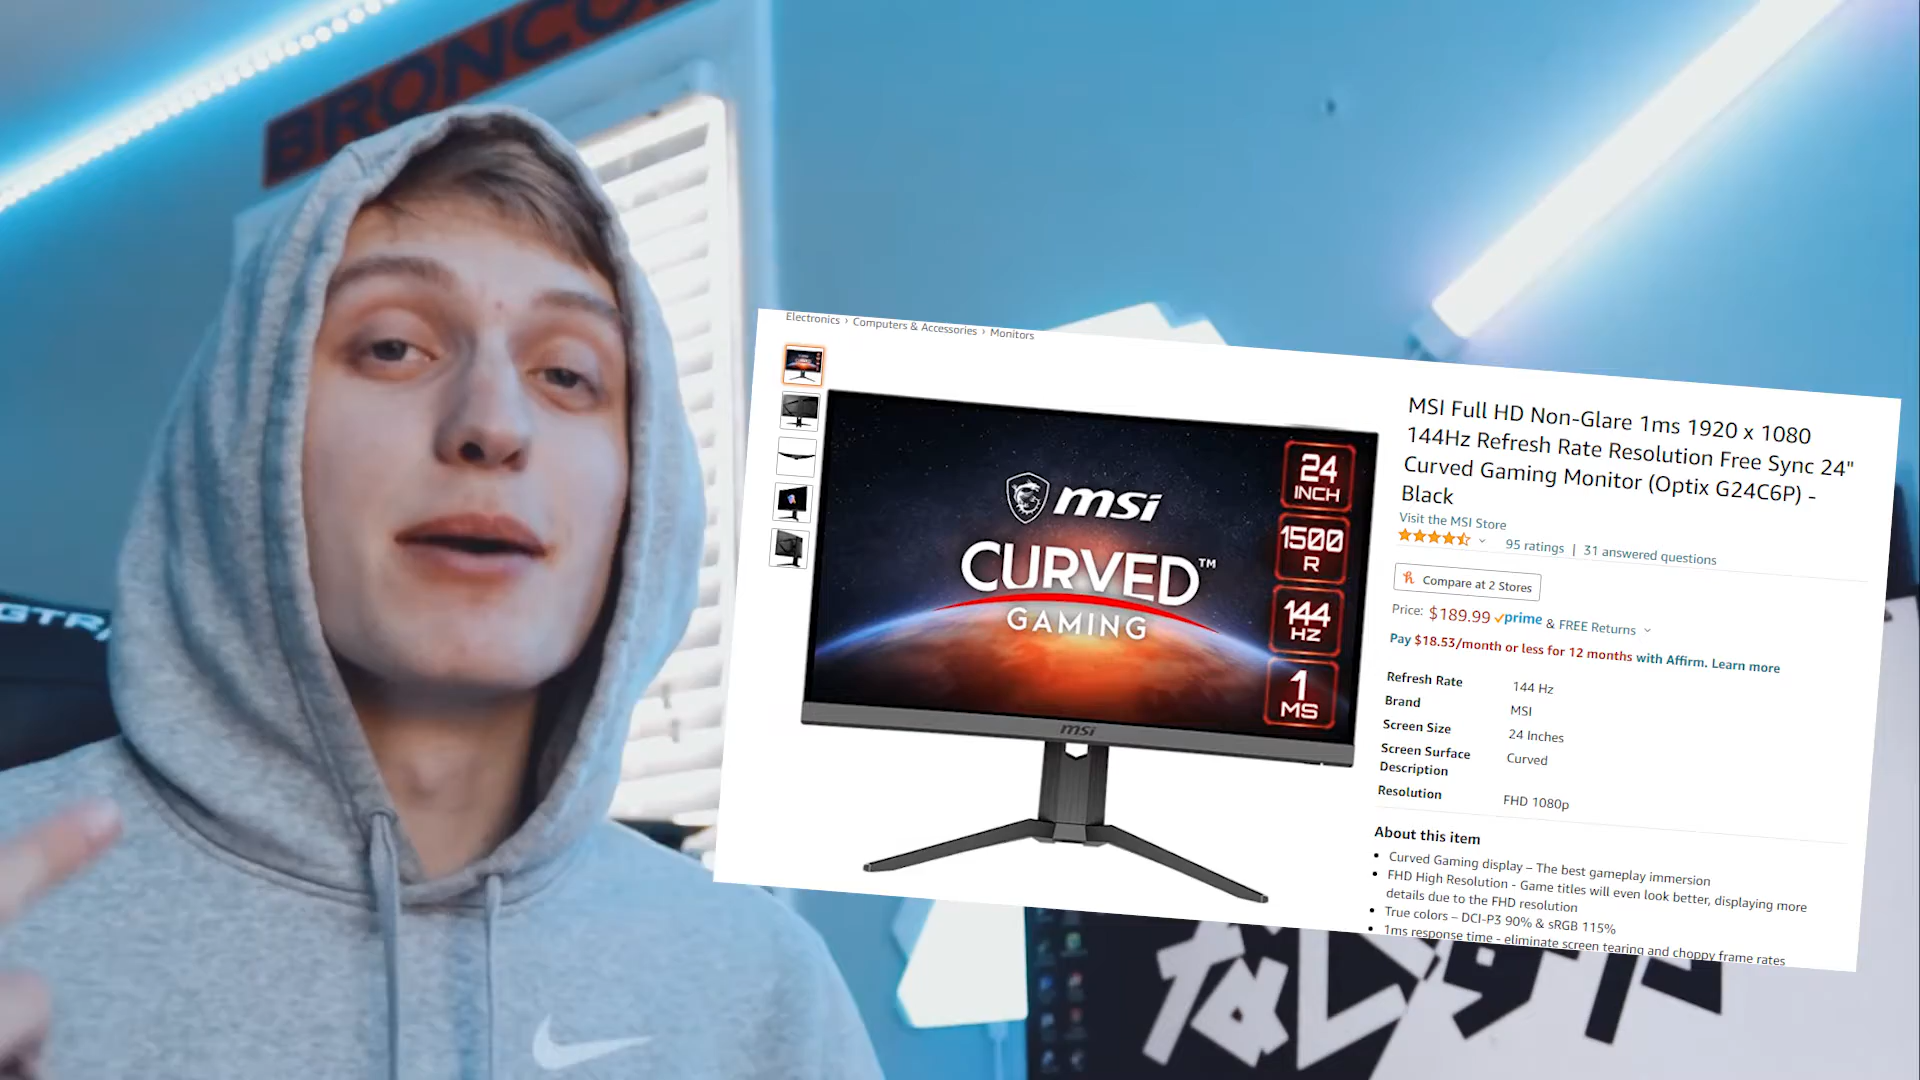 BRONCO
GTR
Electronics › Computers & Accessories › Monitors
msi
CURVED™
GAMING
24
INCH
1500
R
144
HZ
1
MS
msi
MSI Full HD Non-Glare 1ms 1920 x 1080
144Hz Refresh Rate Resolution Free Sync 24"
Curved Gaming Monitor (Optix G24C6P) -
Black
Visit the MSI Store
95 ratings | 31 answered questions
Compare at 2 Stores
Price: $189.99 prime & FREE Returns
Pay $18.53/month or less for 12 months with Affirm. Learn more
Refresh Rate 144 Hz
Brand MSI
Screen Size 24 Inches
Screen Surface
Description Curved
Resolution FHD 1080p
About this item
• Curved Gaming display – The best gameplay immersion
• FHD High Resolution - Game titles will even look better, displaying more
details due to the FHD resolution
• True colors – DCI-P3 90% & sRGB 115%
• 1ms response time - eliminate screen tearing and choppy frame rates